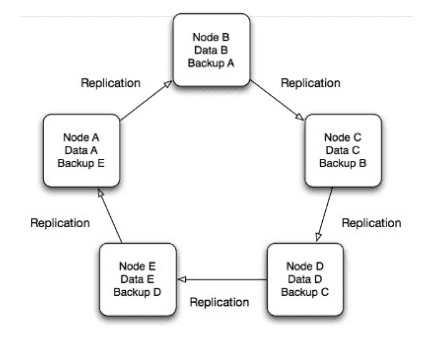 Node B
Data B
Backup A
Replication
Replication
Node A
Data A
Backup E
Node C
Data C
Backup B
Replication
Replication
Node E
Data E
Backup D
Node D
Data D
Backup C
Replication